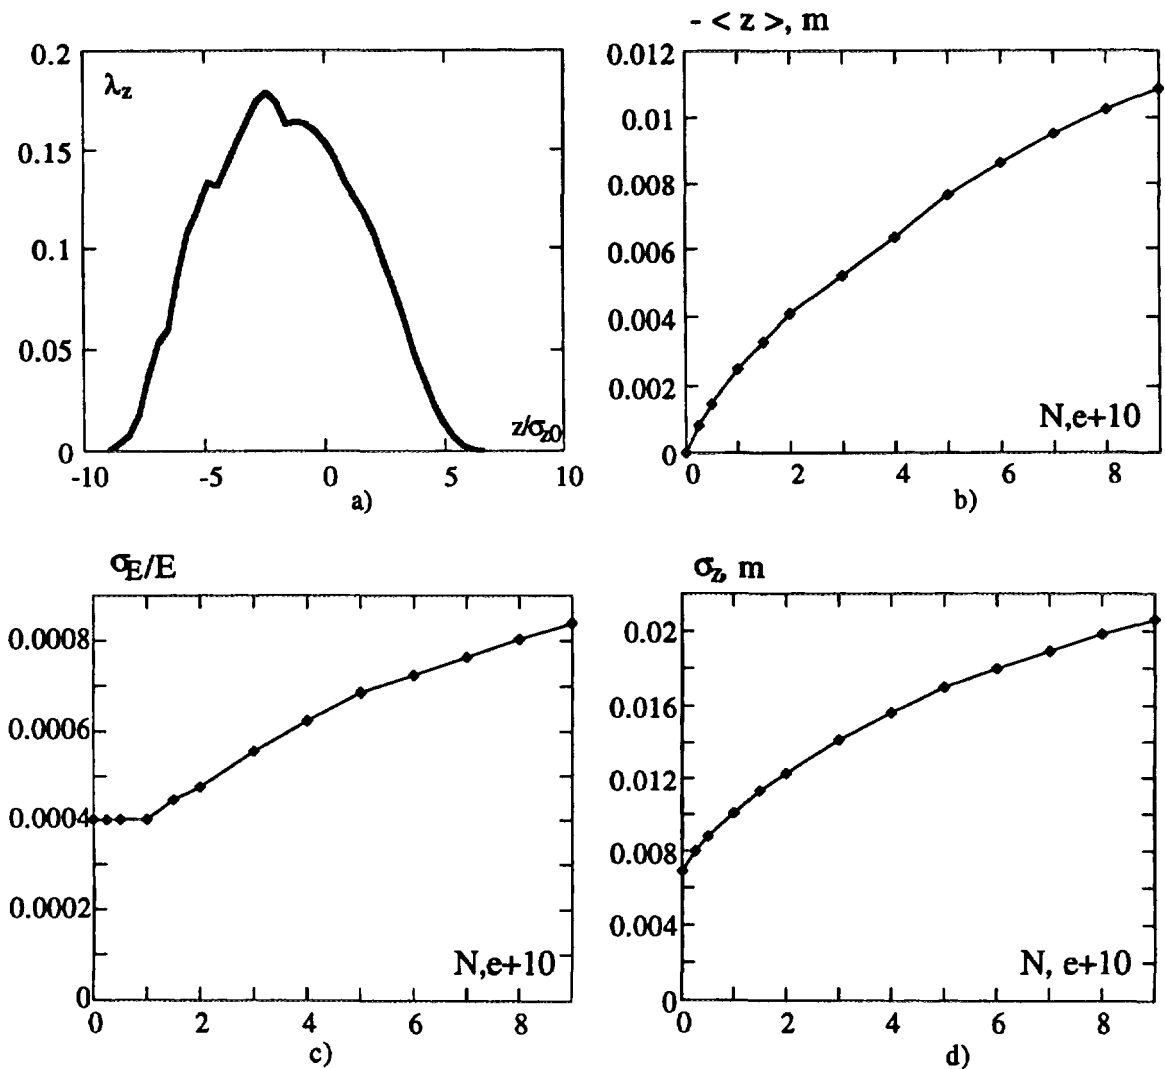 0.2
λz
0.15
0.1
0.05
0
z/σz0
-10 -5 0 5 10
a)
- < z >, m
0.012
0.01
0.008
0.006
0.004
0.002
0
N,e+10
0 2 4 6 8
b)
σE/E
0.0008
0.0006
0.0004
0.0002
0
N,e+10
0 2 4 6 8
c)
σz, m
0.02
0.016
0.012
0.008
0.004
0
N, e+10
0 2 4 6 8
d)